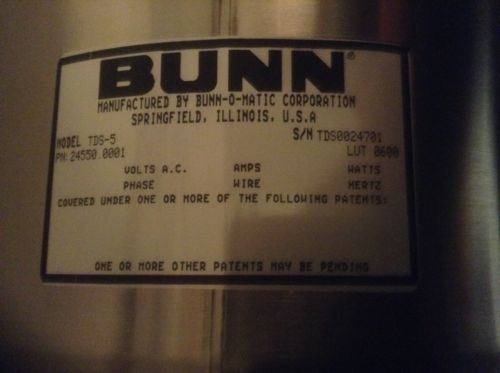 BUNN®
MANUFACTURED BY BUNN-O-MATIC CORPORATION
SPRINGFIELD, ILLINOIS, U.S.A
MODEL TDS-5 S/N TDS0024701
PN: 24550.0001 LUT 0600
VOLTS A.C. AMPS WATTS
PHASE WIRE HERTZ
COVERED UNDER ONE OR MORE OF THE FOLLOWING PATENTS:
ONE OR MORE OTHER PATENTS MAY BE PENDING